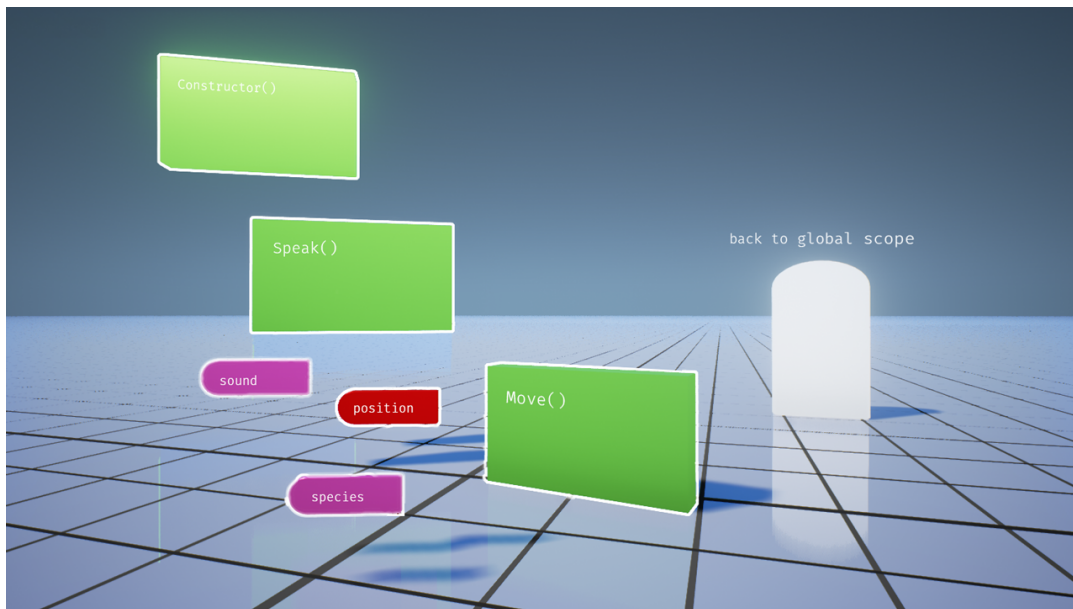 Constructor()
Speak()
back to global scope
sound
position
Move()
species